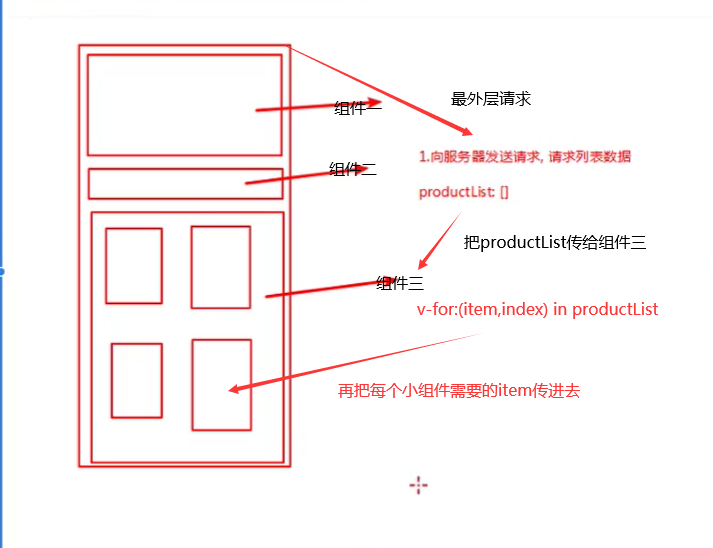 最外层请求
组件一
1.向服务器发送请求, 请求列表数据
组件二
productList: []
把productList传给组件三
组件三
v-for:(item,index) in productList
再把每个小组件需要的item传进去